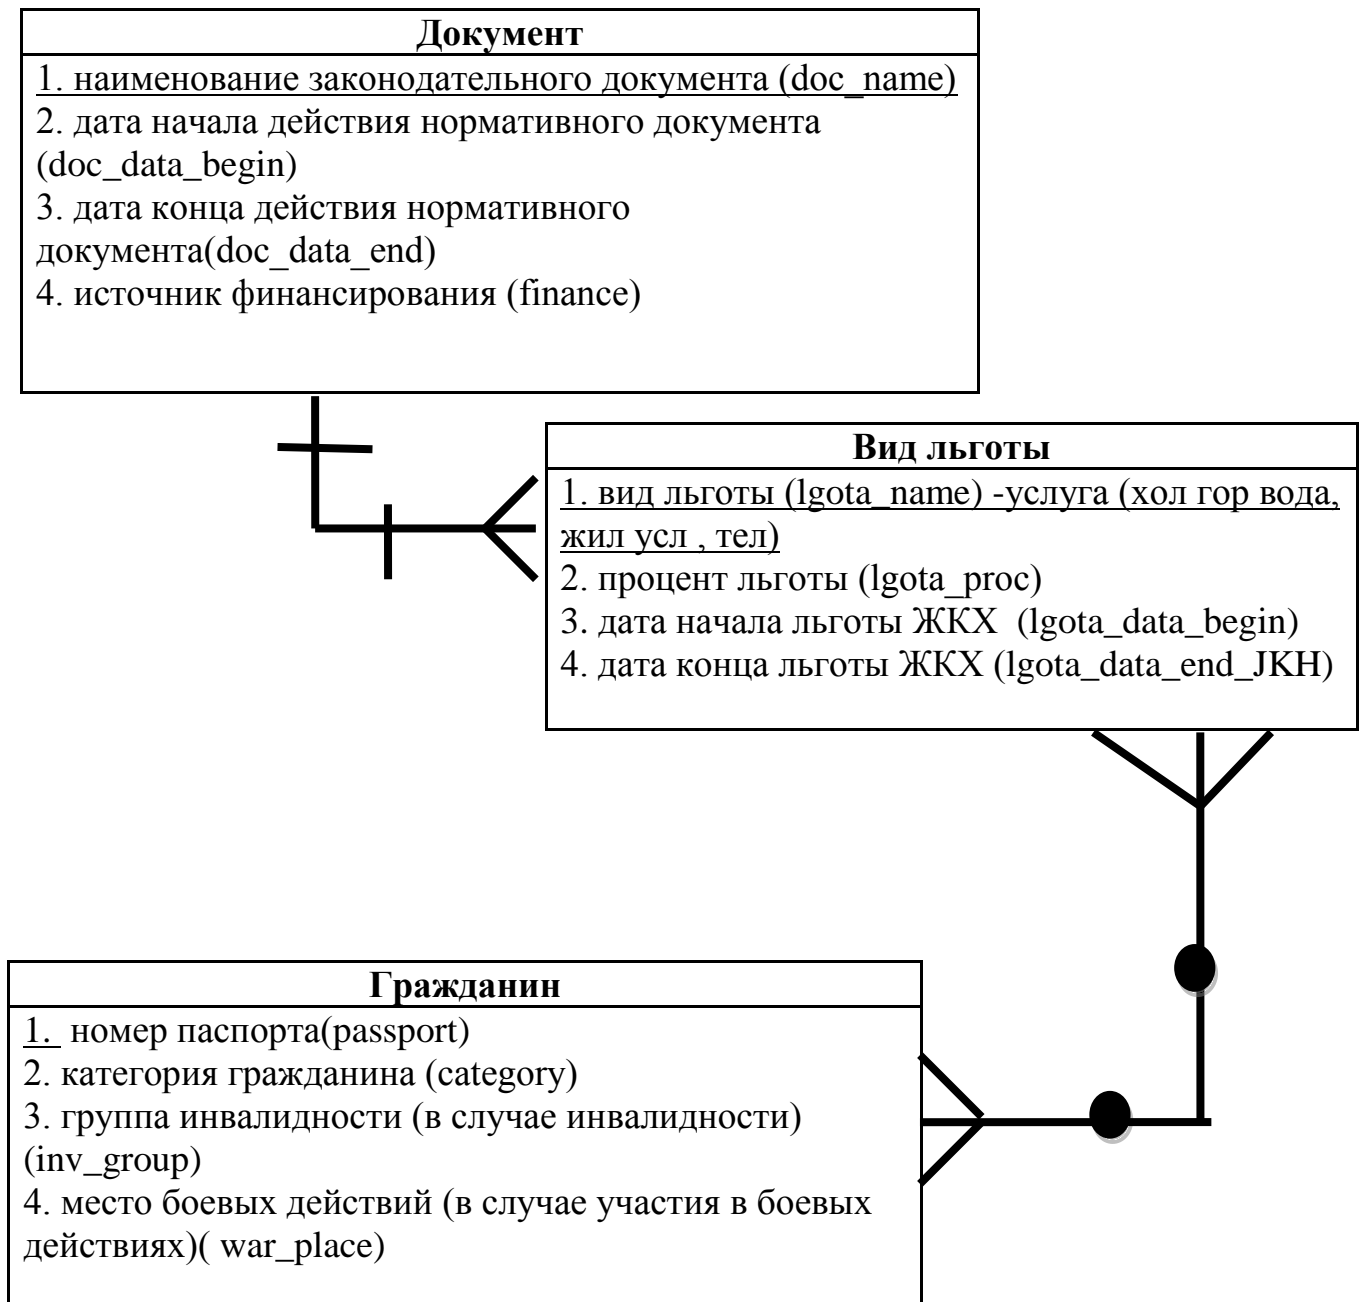 Документ
1. наименование законодательного документа (doc_name)
2. дата начала действия нормативного документа
(doc_data_begin)
3. дата конца действия нормативного
документа(doc_data_end)
4. источник финансирования (finance)
Вид льготы
1. вид льготы (lgota_name) -услуга (хол гор вода,
жил усл , тел)
2. процент льготы (lgota_proc)
3. дата начала льготы ЖКХ  (lgota_data_begin)
4. дата конца льготы ЖКХ (lgota_data_end_JKH)
Гражданин
1.  номер паспорта(passport)
2. категория гражданина (category)
3. группа инвалидности (в случае инвалидности)
(inv_group)
4. место боевых действий (в случае участия в боевых
действиях)( war_place)